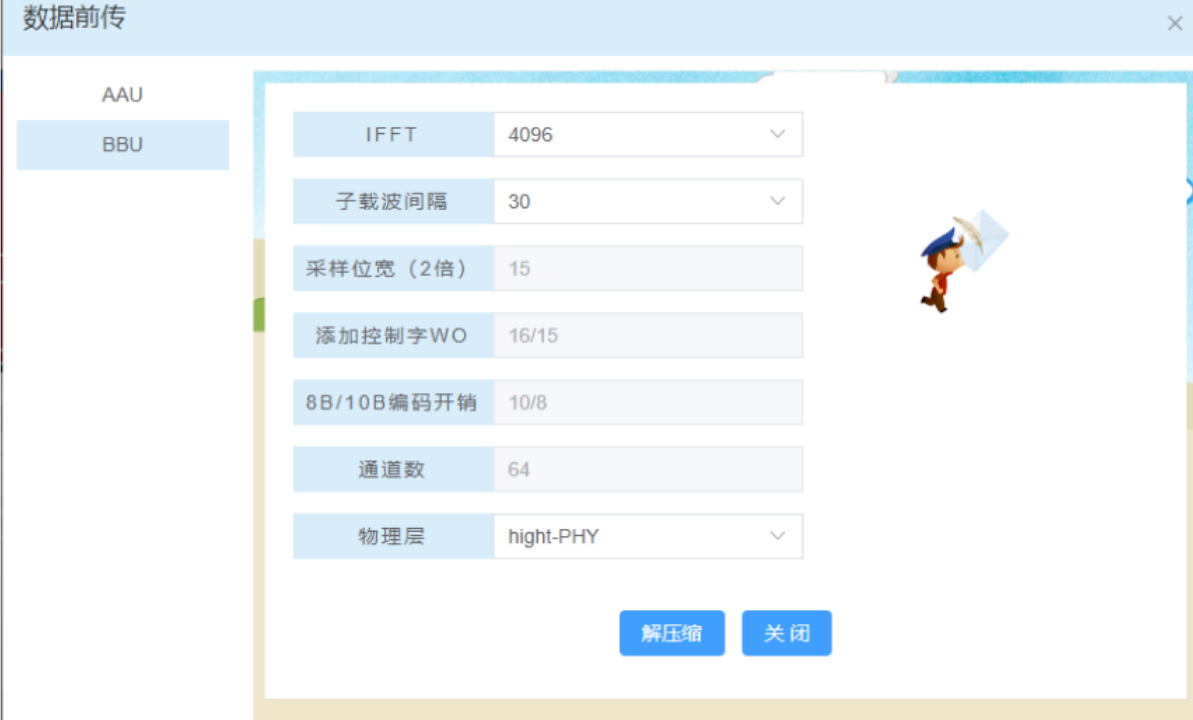 数据前传
AAU
BBU
IFFT 4096
子载波间隔 30
采样位宽（2倍） 15
添加控制字WO 16/15
8B/10B编码开销 10/8
通道数 64
物理层 hight-PHY
解压缩 关闭